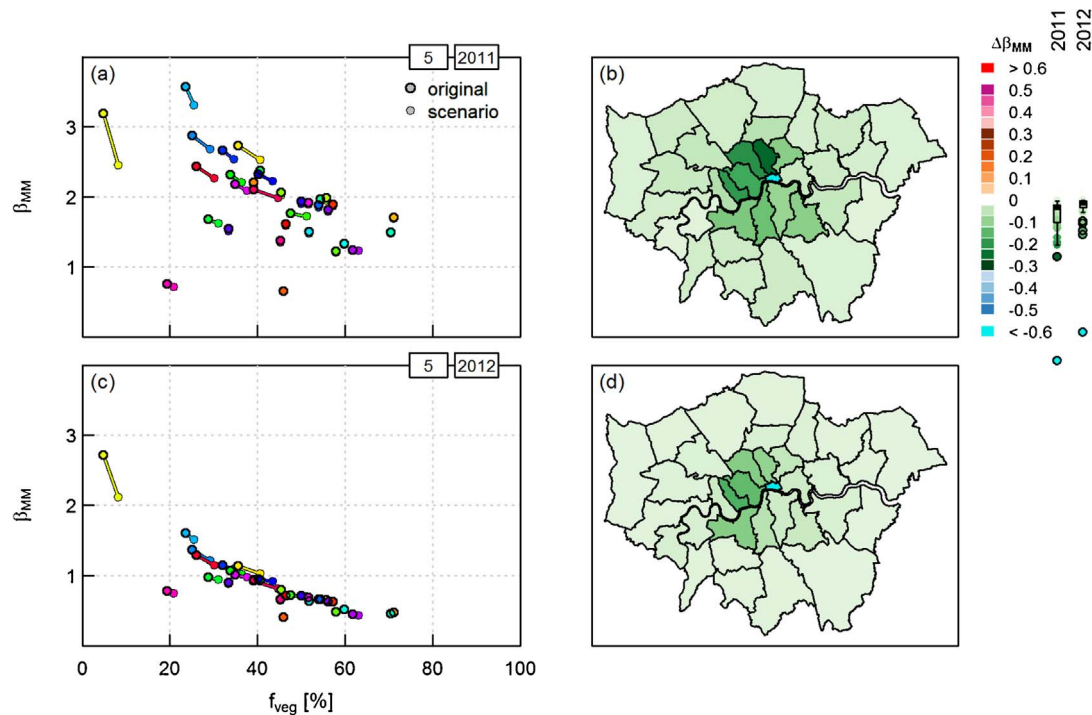 (a)
5 2011
original
scenario
3
2
1
β_MM
(b)
Δβ_MM
2011
2012
> 0.6
0.5
0.4
0.3
0.2
0.1
0
-0.1
-0.2
-0.3
-0.4
-0.5
< -0.6
(c)
5 2012
3
2
1
β_MM
0 20 40 60 80 100
f_veg [%]
(d)